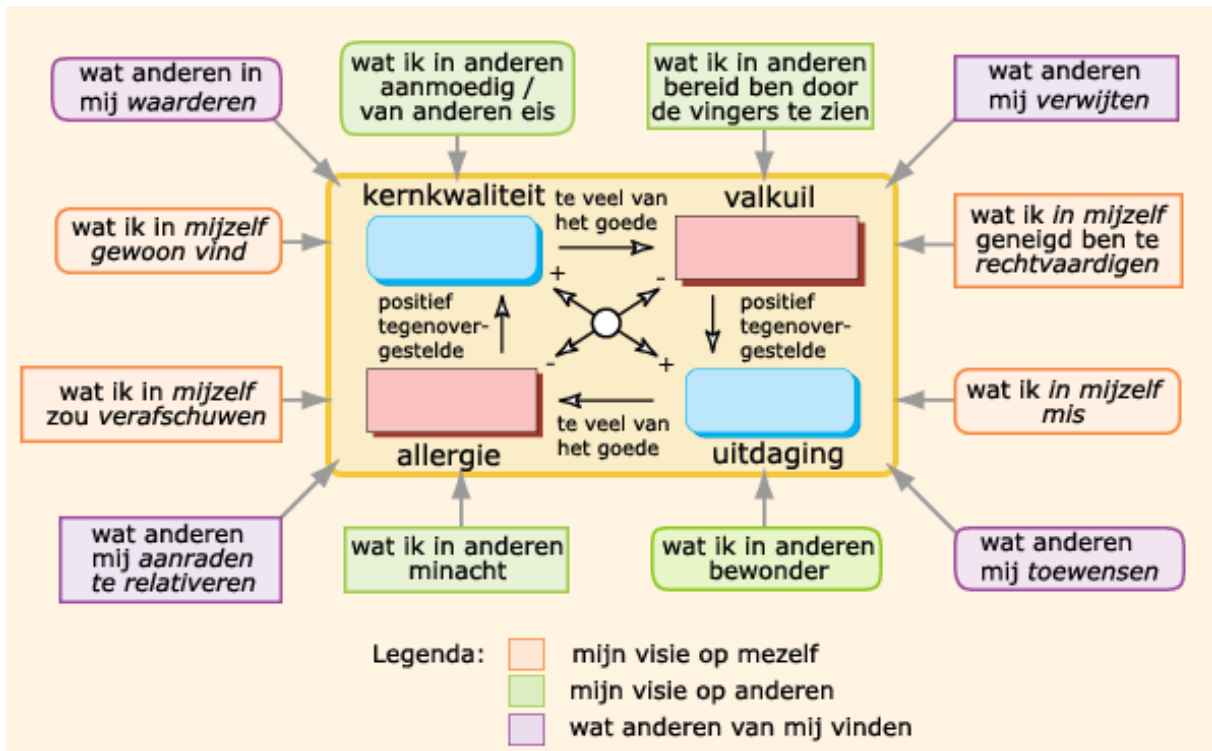 wat anderen in
mij waarderen
wat ik in anderen
aanmoedig /
van anderen eis
wat ik in anderen
bereid ben door
de vingers te zien
wat anderen
mij verwijten
kernkwaliteit
te veel van
het goede
valkuil
wat ik in mijzelf
gewoon vind
wat ik in mijzelf
geneigd ben te
rechtvaardigen
+
-
positief
tegenover-
gestelde
positief
tegenover-
gestelde
-
+
wat ik in mijzelf
zou verafschuwen
wat ik in mijzelf
mis
allergie
te veel van
het goede
uitdaging
wat anderen
mij aanraden
te relativeren
wat ik in anderen
minacht
wat ik in anderen
bewonder
wat anderen
mij toewensen
Legenda:
mijn visie op mezelf
mijn visie op anderen
wat anderen van mij vinden